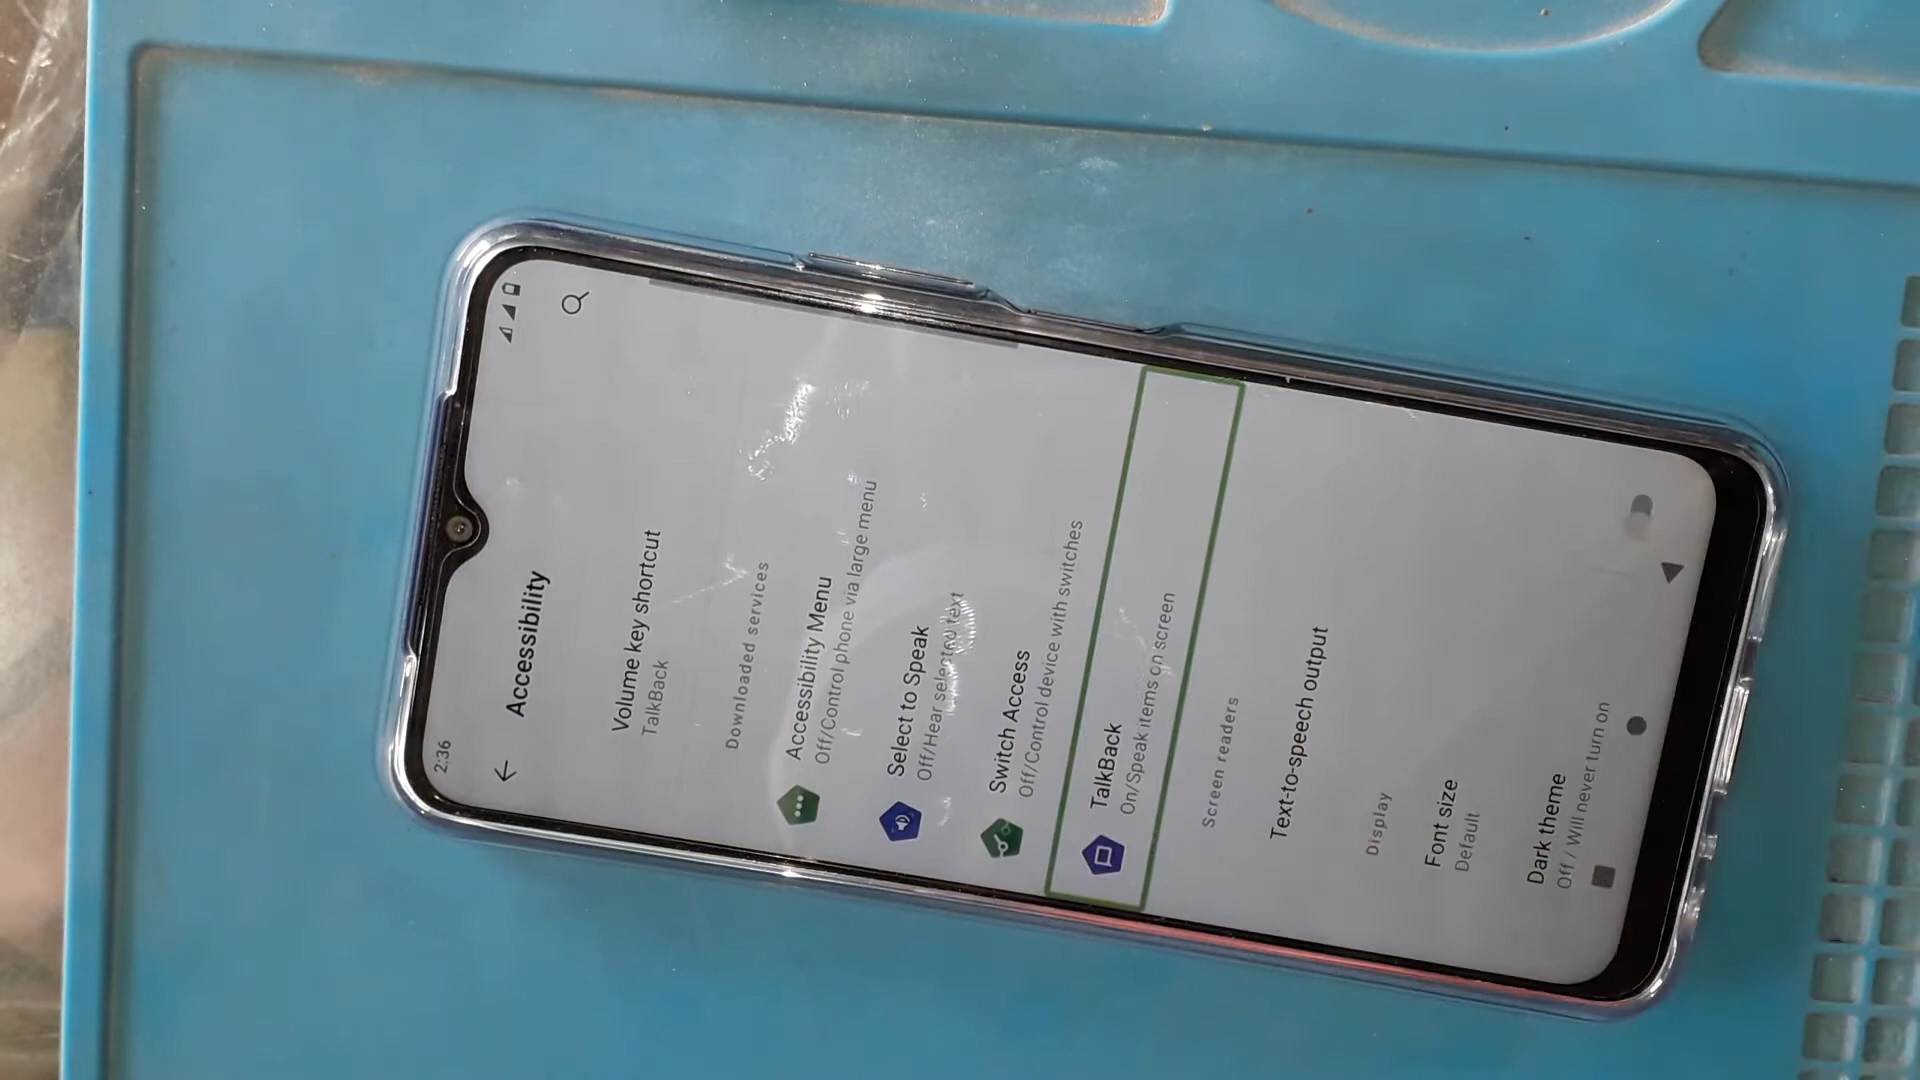 2:36
Accessibility
Volume key shortcut
TalkBack
Downloaded services
Accessibility Menu
Off/Control phone via large menu
Select to Speak
Off/Hear selected text
Switch Access
Off/Control device with switches
TalkBack
On/Speak items on screen
Screen readers
Text-to-speech output
Display
Font size
Default
Dark theme
Off / Will never turn on